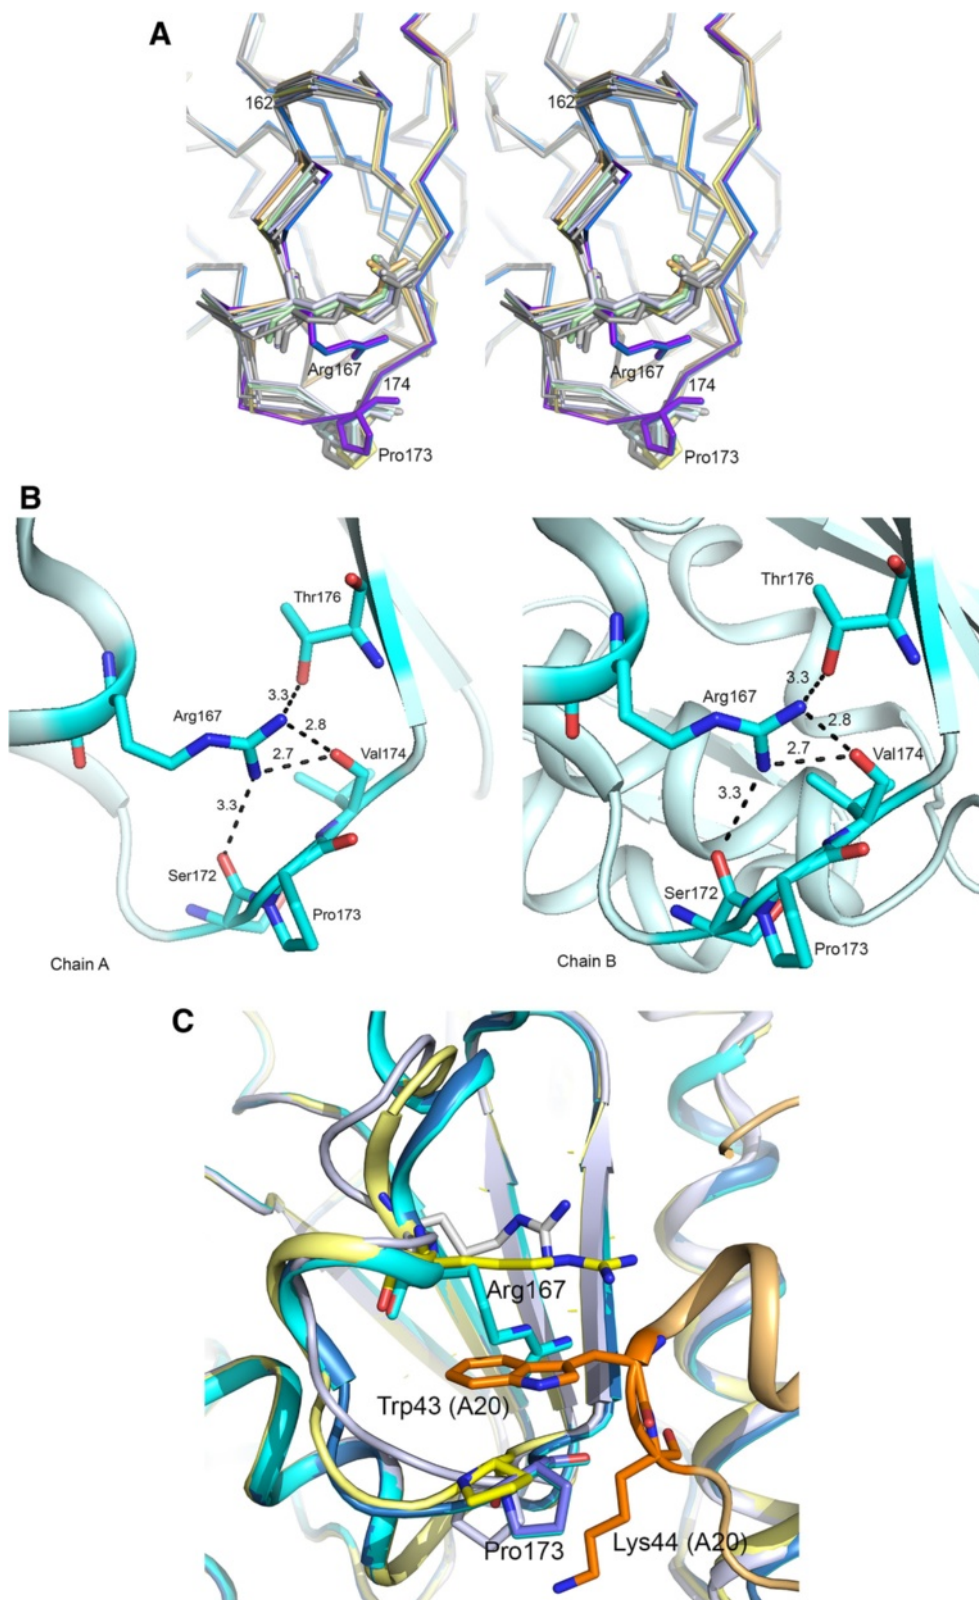 A
162
162
Arg167
174
Pro173
Arg167
174
Pro173
B
Thr176
3.3
Arg167
2.8
2.7
Val174
3.3
Ser172
Pro173
Chain A
Thr176
3.3
Arg167
2.8
2.7
Val174
3.3
Ser172
Pro173
Chain B
C
Arg167
Trp43 (A20)
Pro173
Lys44 (A20)